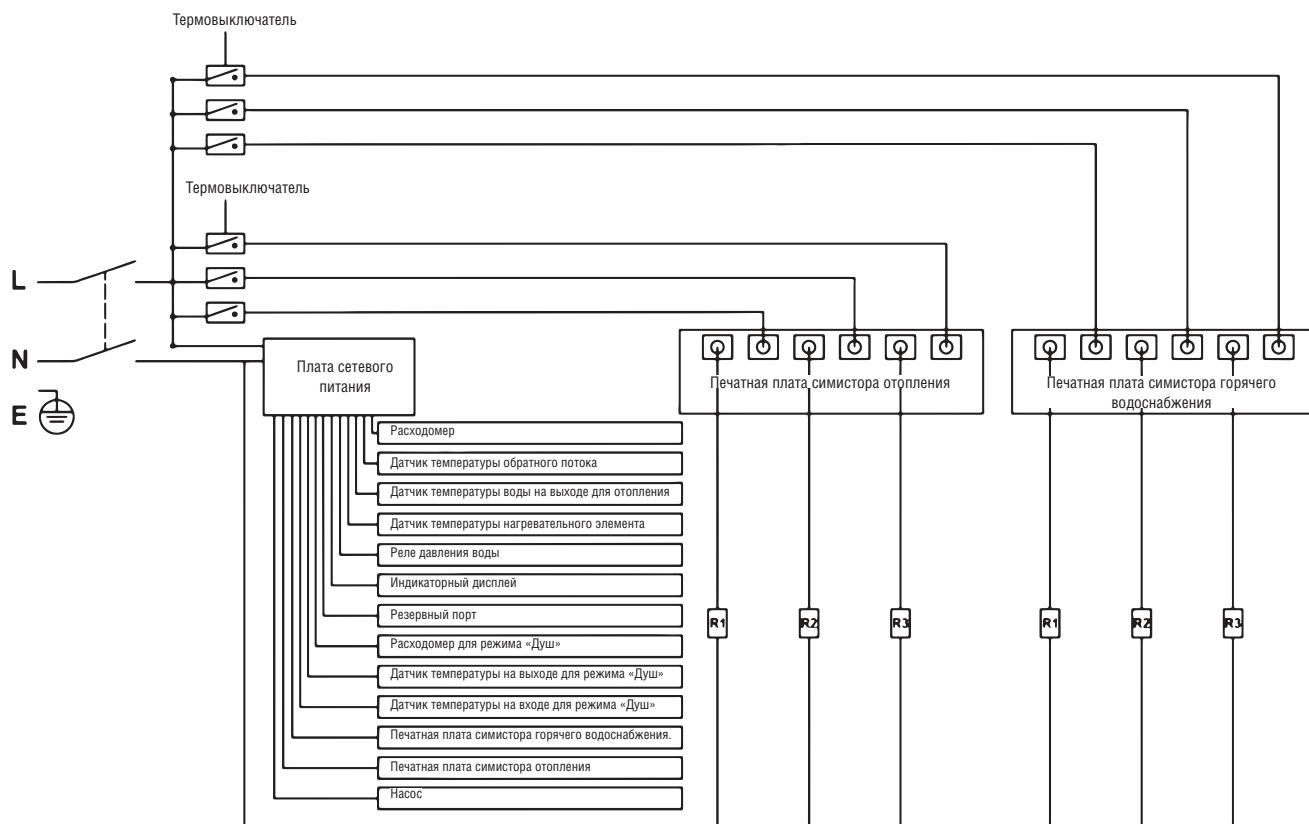 Термовыключатель
Термовыключатель
L
N
E
Плата сетевого
питания
Печатная плата симистора отопления
Печатная плата симистора горячего
водоснабжения
Расходомер
Датчик температуры обратного потока
Датчик температуры воды на выходе для отопления
Датчик температуры нагревательного элемента
Реле давления воды
Индикаторный дисплей
Резервный порт
Расходомер для режима «Душ»
Датчик температуры на выходе для режима «Душ»
Датчик температуры на входе для режима «Душ»
Печатная плата симистора горячего водоснабжения.
Печатная плата симистора отопления
Насос
R1 R2 R3 R1 R2 R3